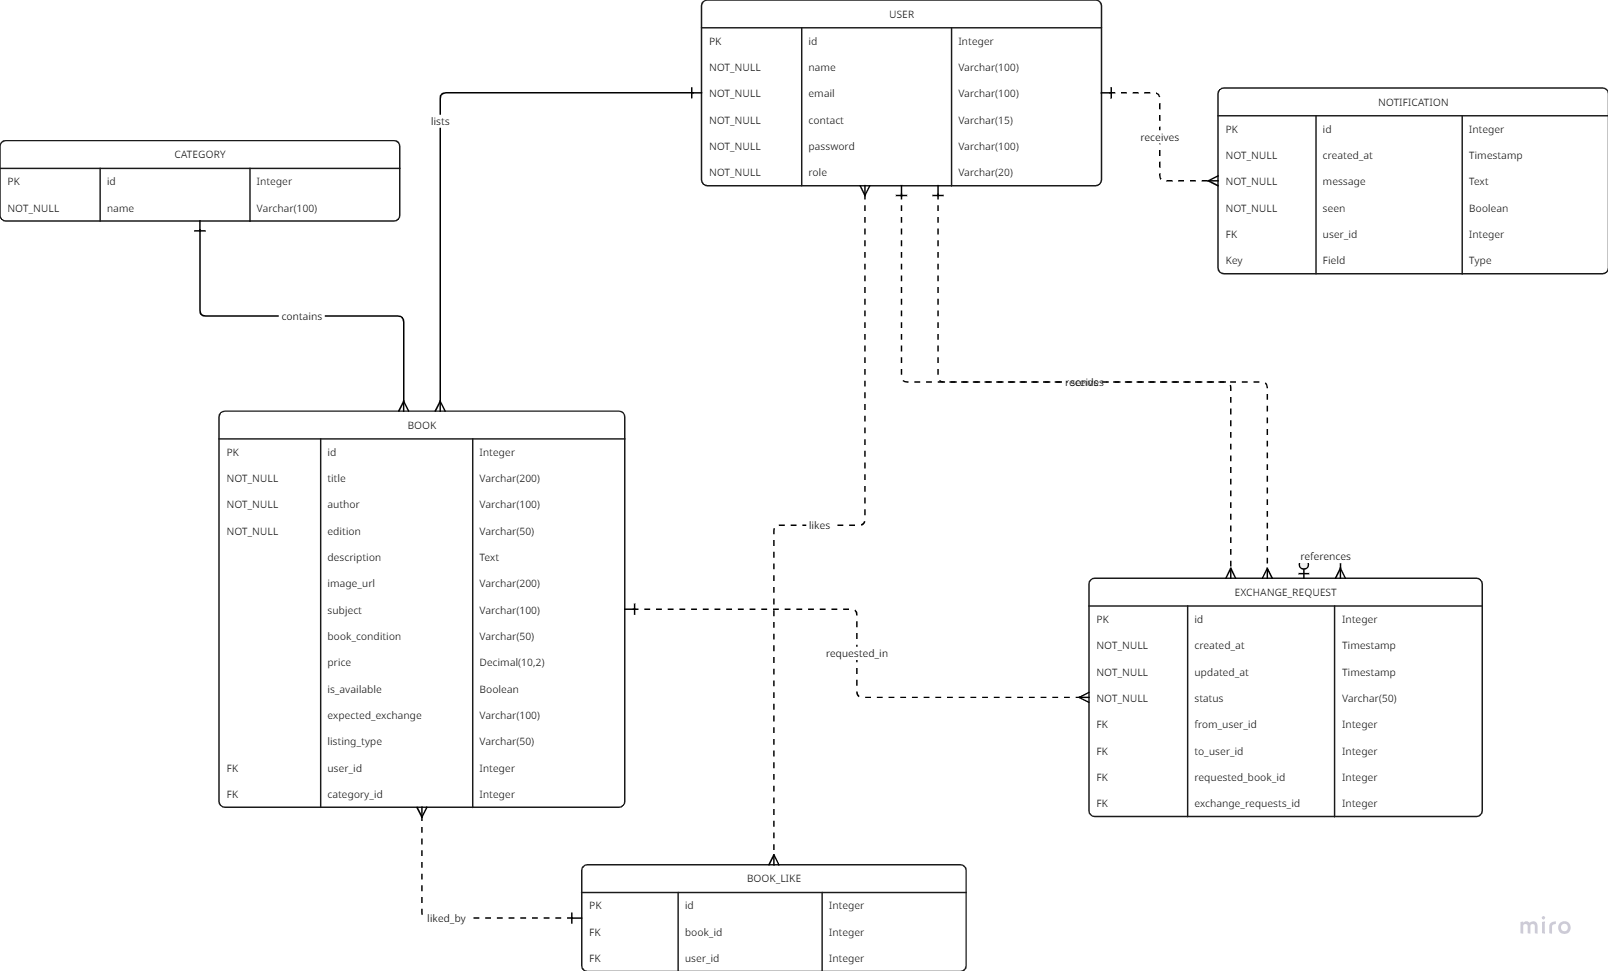 USER
PK id Integer
NOT_NULL name Varchar(100)
NOT_NULL email Varchar(100)
NOT_NULL contact Varchar(15)
NOT_NULL password Varchar(100)
NOT_NULL role Varchar(20)
NOTIFICATION
PK id Integer
NOT_NULL created_at Timestamp
NOT_NULL message Text
NOT_NULL seen Boolean
FK user_id Integer
Key Field Type
receives
lists
CATEGORY
PK id Integer
NOT_NULL name Varchar(100)
contains
BOOK
PK id Integer
NOT_NULL title Varchar(200)
NOT_NULL author Varchar(100)
NOT_NULL edition Varchar(50)
description Text
image_url Varchar(200)
subject Varchar(100)
book_condition Varchar(50)
price Decimal(10,2)
is_available Boolean
expected_exchange Varchar(100)
listing_type Varchar(50)
FK user_id Integer
FK category_id Integer
receives
likes
requested_in
references
EXCHANGE_REQUEST
PK id Integer
NOT_NULL created_at Timestamp
NOT_NULL updated_at Timestamp
NOT_NULL status Varchar(50)
FK from_user_id Integer
FK to_user_id Integer
FK requested_book_id Integer
FK exchange_requests_id Integer
liked_by
BOOK_LIKE
PK id Integer
FK book_id Integer
FK user_id Integer
miro